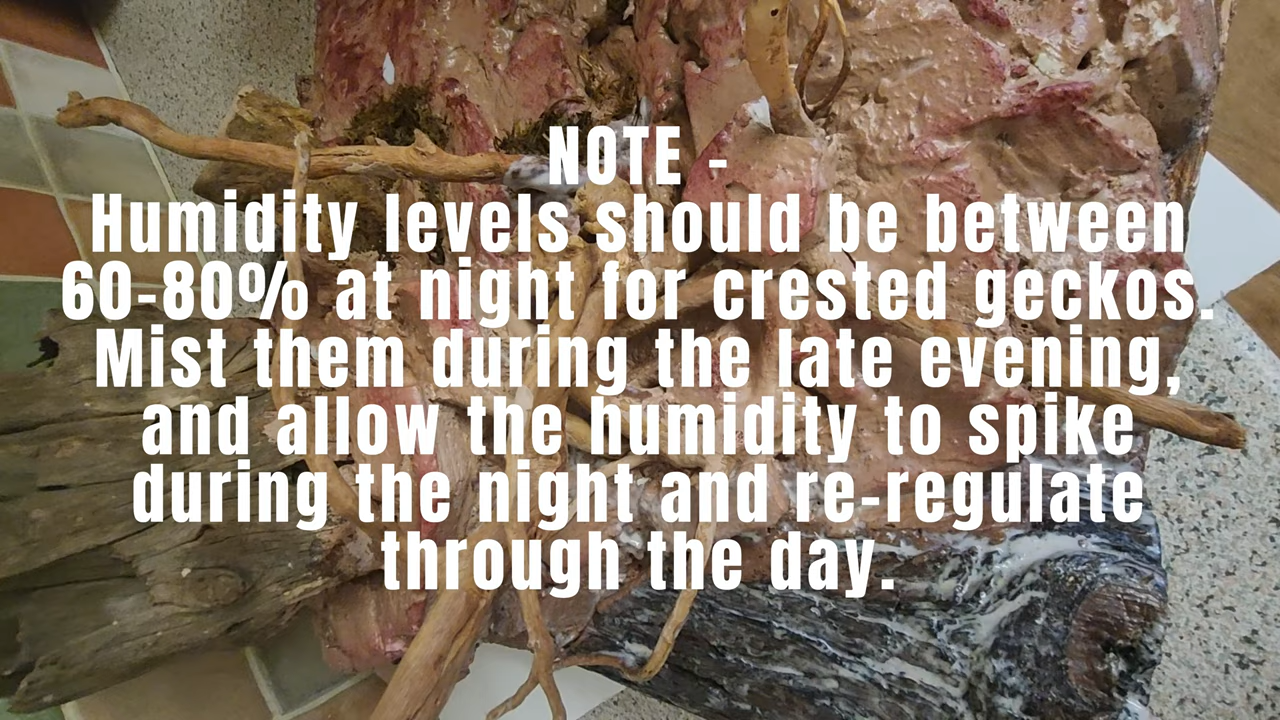 NOTE -
Humidity levels should be between
60-80% at night for crested geckos.
Mist them during the late evening,
and allow the humidity to spike
during the night and re-regulate
through the day.